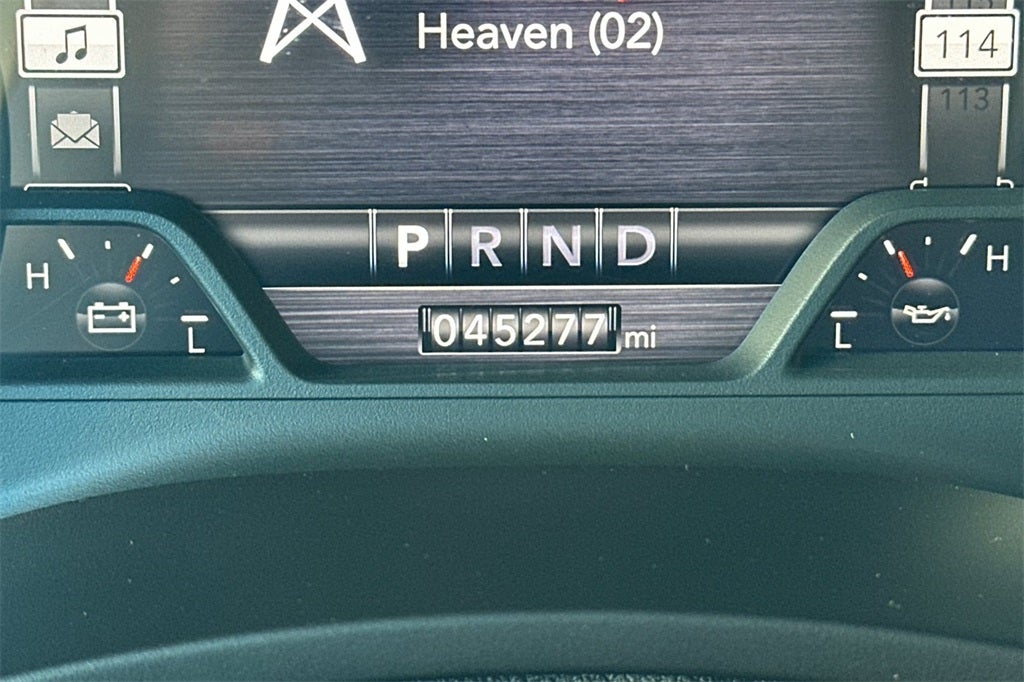 Heaven (02)
114
113
P R N D
H
L
045277 mi
L
H